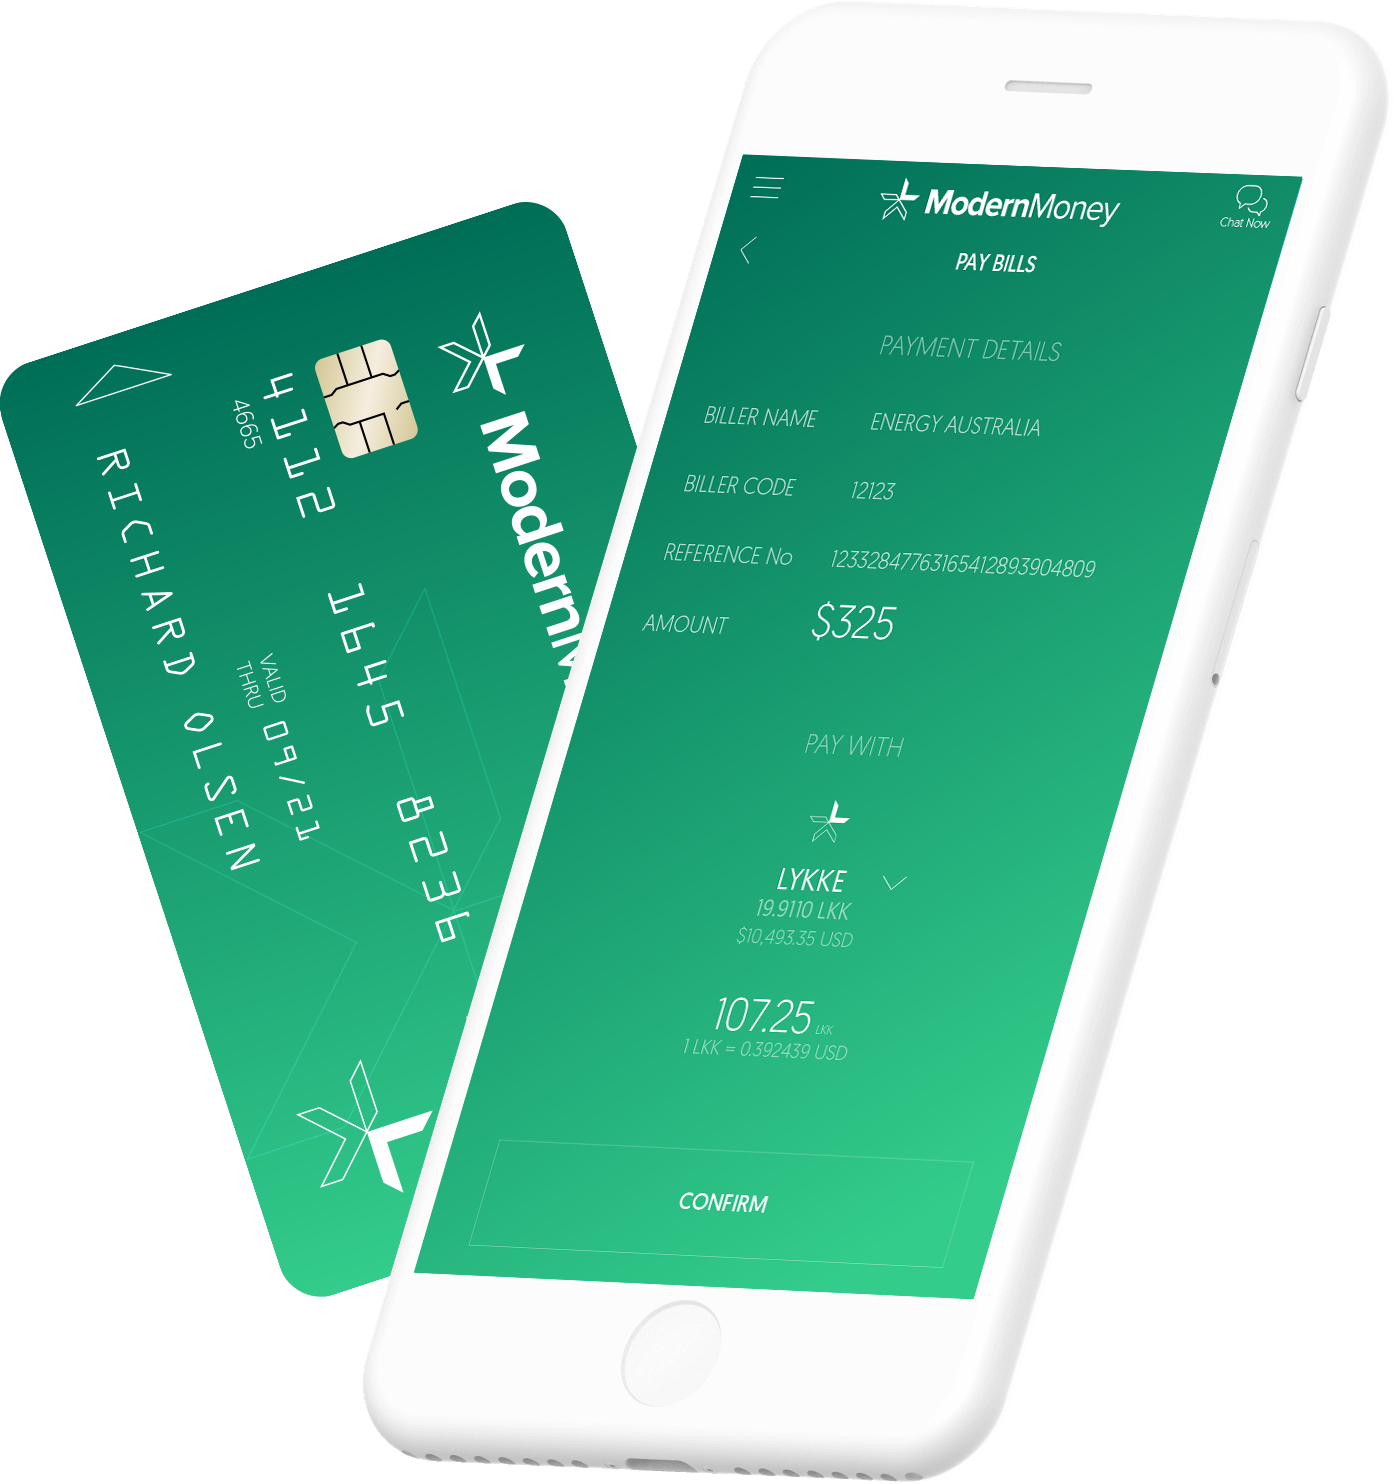 ModernMoney
Chat Now
PAY BILLS
PAYMENT DETAILS
BILLER NAME ENERGY AUSTRALIA
BILLER CODE 12123
REFERENCE No 12332847763165412893904809
AMOUNT $325
PAY WITH
LYKKE
19.9110 LKK
$10,493.35 USD
107.25 LKK
1 LKK = 0.392439 USD
CONFIRM
ModernM
4112 1645 8236
4665
VALID
THRU
09/21
RICHARD OLSEN